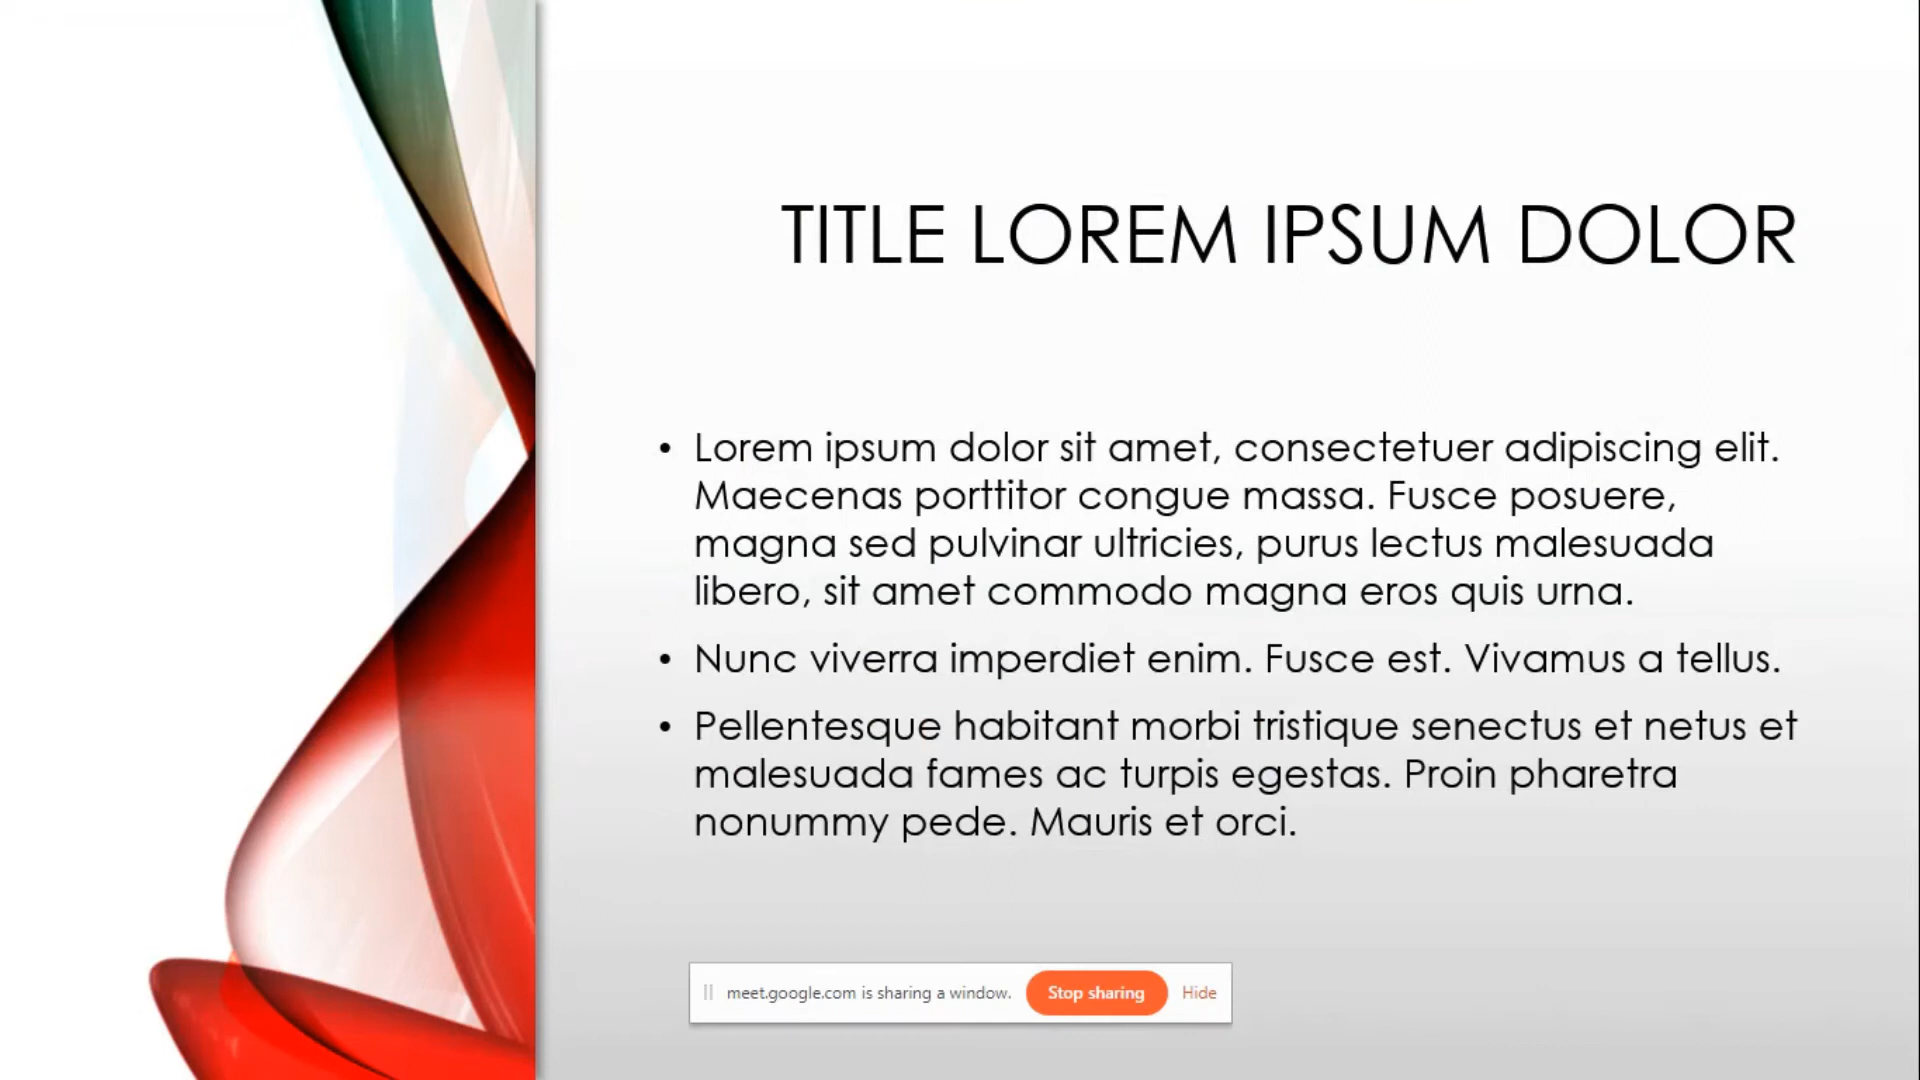 TITLE LOREM IPSUM DOLOR
• Lorem ipsum dolor sit amet, consectetuer adipiscing elit.
Maecenas porttitor congue massa. Fusce posuere,
magna sed pulvinar ultricies, purus lectus malesuada
libero, sit amet commodo magna eros quis urna.
• Nunc viverra imperdiet enim. Fusce est. Vivamus a tellus.
• Pellentesque habitant morbi tristique senectus et netus et
malesuada fames ac turpis egestas. Proin pharetra
nonummy pede. Mauris et orci.
meet.google.com is sharing a window. Stop sharing Hide